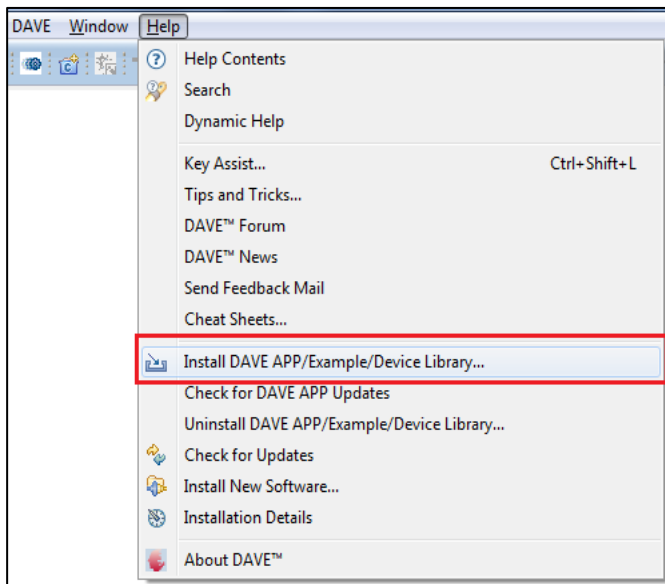 DAVE Window Help
Help Contents
Search
Dynamic Help
Key Assist... Ctrl+Shift+L
Tips and Tricks...
DAVE™ Forum
DAVE™ News
Send Feedback Mail
Cheat Sheets...
Install DAVE APP/Example/Device Library...
Check for DAVE APP Updates
Uninstall DAVE APP/Example/Device Library...
Check for Updates
Install New Software...
Installation Details
About DAVE™